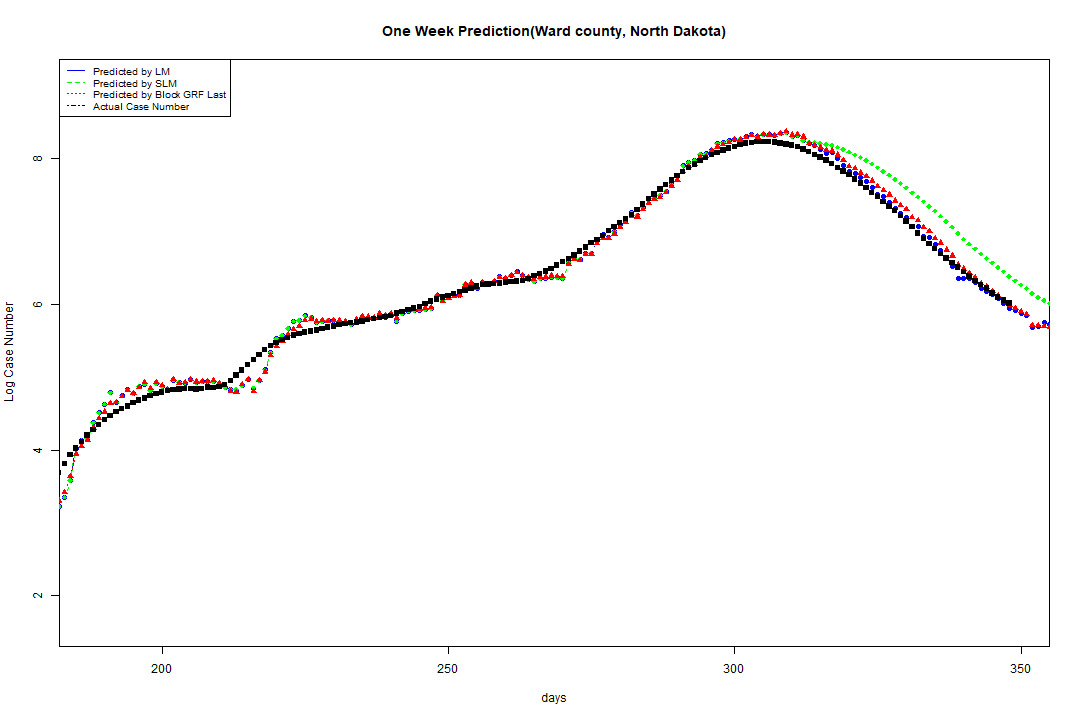 One Week Prediction(Ward county, North Dakota)
Predicted by LM
Predicted by SLM
Predicted by Block GRF Last
Actual Case Number
8
6
4
2
Log Case Number
200
250
300
350
days